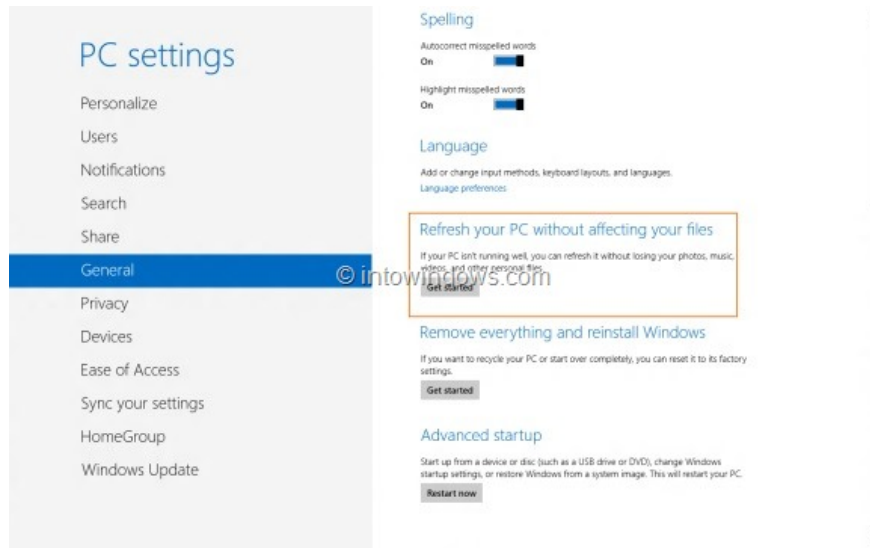 PC settings
Personalize
Users
Notifications
Search
Share
General
Privacy
Devices
Ease of Access
Sync your settings
HomeGroup
Windows Update
Spelling
Autocorrect misspelled words
On
Highlight misspelled words
On
Language
Add or change input methods, keyboard layouts, and languages.
Language preferences
Refresh your PC without affecting your files
If your PC isn't running well, you can refresh it without losing your photos, music,
videos, and other personal files.
Get started
© intowindows.com
Remove everything and reinstall Windows
If you want to recycle your PC or start over completely, you can reset it to its factory
settings.
Get started
Advanced startup
Start up from a device or disc (such as a USB drive or DVD), change Windows
startup settings, or restore Windows from a system image. This will restart your PC.
Restart now